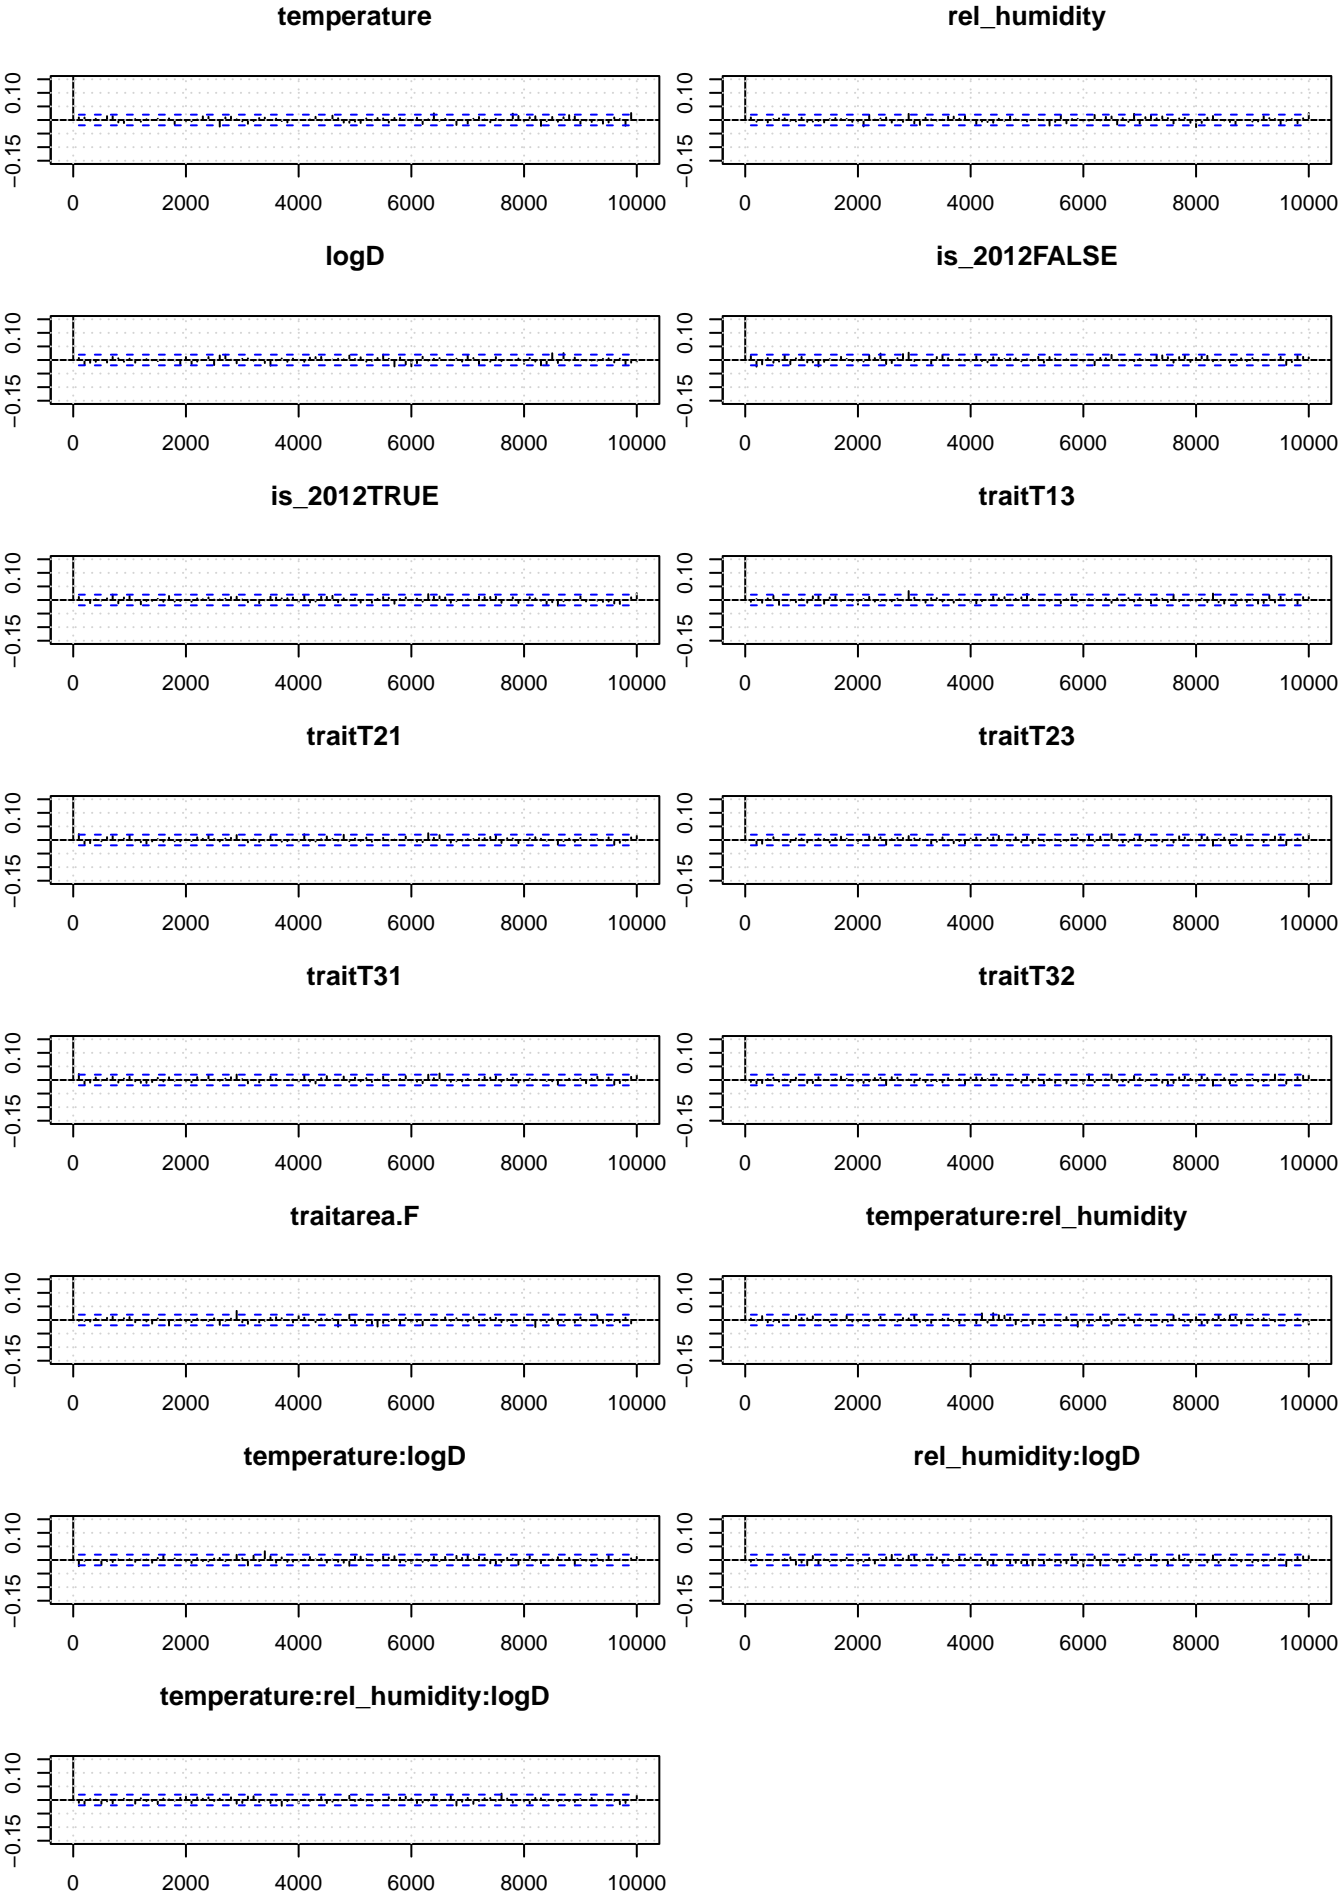 temperature rel_humidity
0.10 0.10
−0.15 −0.15
0 2000 4000 6000 8000 10000 0 2000 4000 6000 8000 10000
logD is_2012FALSE
0.10 0.10
−0.15 −0.15
0 2000 4000 6000 8000 10000 0 2000 4000 6000 8000 10000
is_2012TRUE traitT13
0.10 0.10
−0.15 −0.15
0 2000 4000 6000 8000 10000 0 2000 4000 6000 8000 10000
traitT21 traitT23
0.10 0.10
−0.15 −0.15
0 2000 4000 6000 8000 10000 0 2000 4000 6000 8000 10000
traitT31 traitT32
0.10 0.10
−0.15 −0.15
0 2000 4000 6000 8000 10000 0 2000 4000 6000 8000 10000
traitarea.F temperature:rel_humidity
0.10 0.10
−0.15 −0.15
0 2000 4000 6000 8000 10000 0 2000 4000 6000 8000 10000
temperature:logD rel_humidity:logD
0.10 0.10
−0.15 −0.15
0 2000 4000 6000 8000 10000 0 2000 4000 6000 8000 10000
temperature:rel_humidity:logD
0.10
−0.15
0 2000 4000 6000 8000 10000